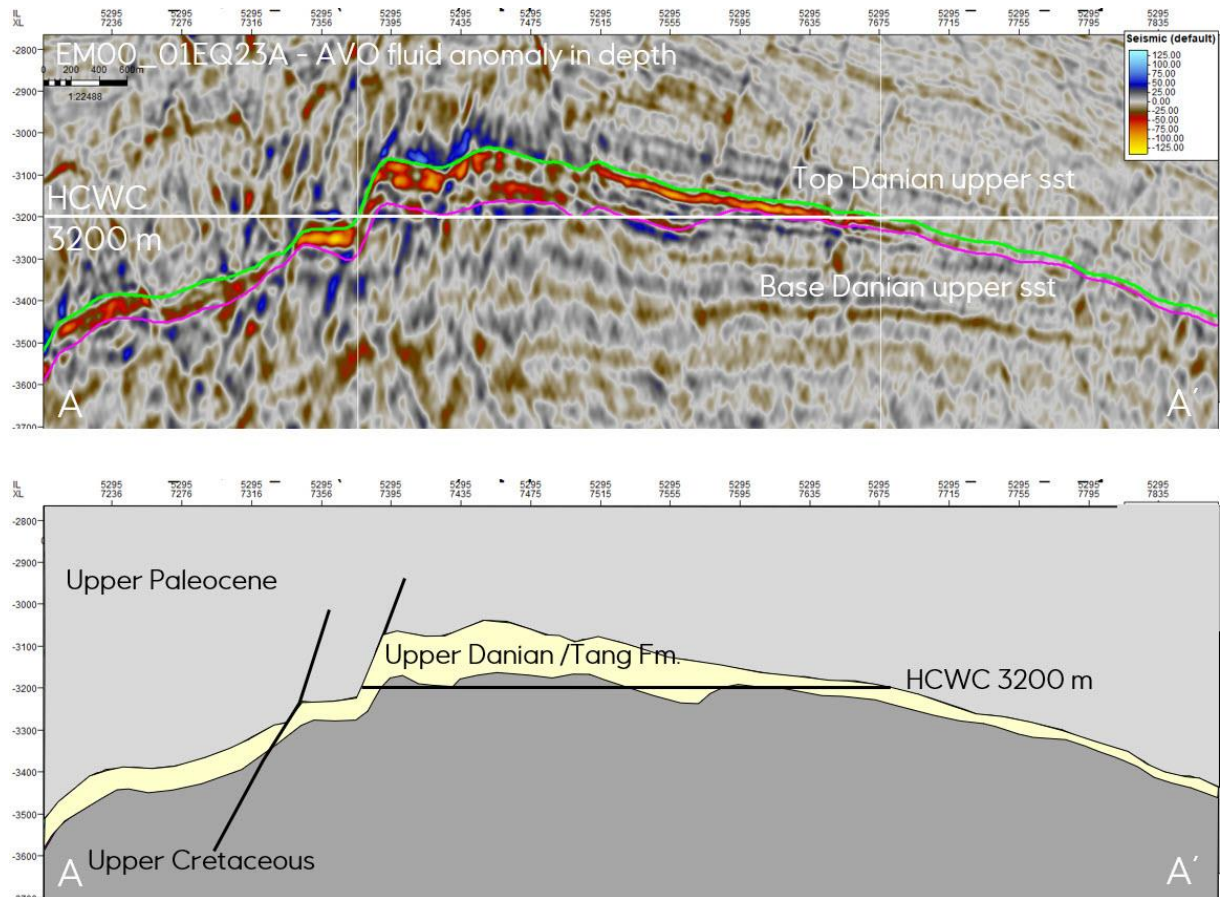 IL 5295 5295 5295 5295 5295 5295 5295 5295 5295 5295 5295 5295 5295 5295 5295 5295
XL 7236 7276 7316 7356 7395 7435 7475 7515 7555 7595 7635 7675 7715 7755 7795 7835
EM00_01EQ23A - AVO fluid anomaly in depth
Seismic (default)
125.00
100.00
75.00
50.00
25.00
0.00
-25.00
-50.00
-75.00
-100.00
-125.00
0 200 400 600m
1:22488
-2800
-2900
-3000
-3100
-3200
-3300
-3400
-3500
-3600
-3700
HCWC
3200 m
Top Danian upper sst
Base Danian upper sst
A
A´
IL 5295 5295 5295 5295 5295 5295 5295 5295 5295 5295 5295 5295 5295 5295 5295 5295
XL 7236 7276 7316 7356 7395 7435 7475 7515 7555 7595 7635 7675 7715 7755 7795 7835
-2800
-2900
-3000
-3100
-3200
-3300
-3400
-3500
-3600
Upper Paleocene
Upper Danian /Tang Fm.
HCWC 3200 m
Upper Cretaceous
A
A´